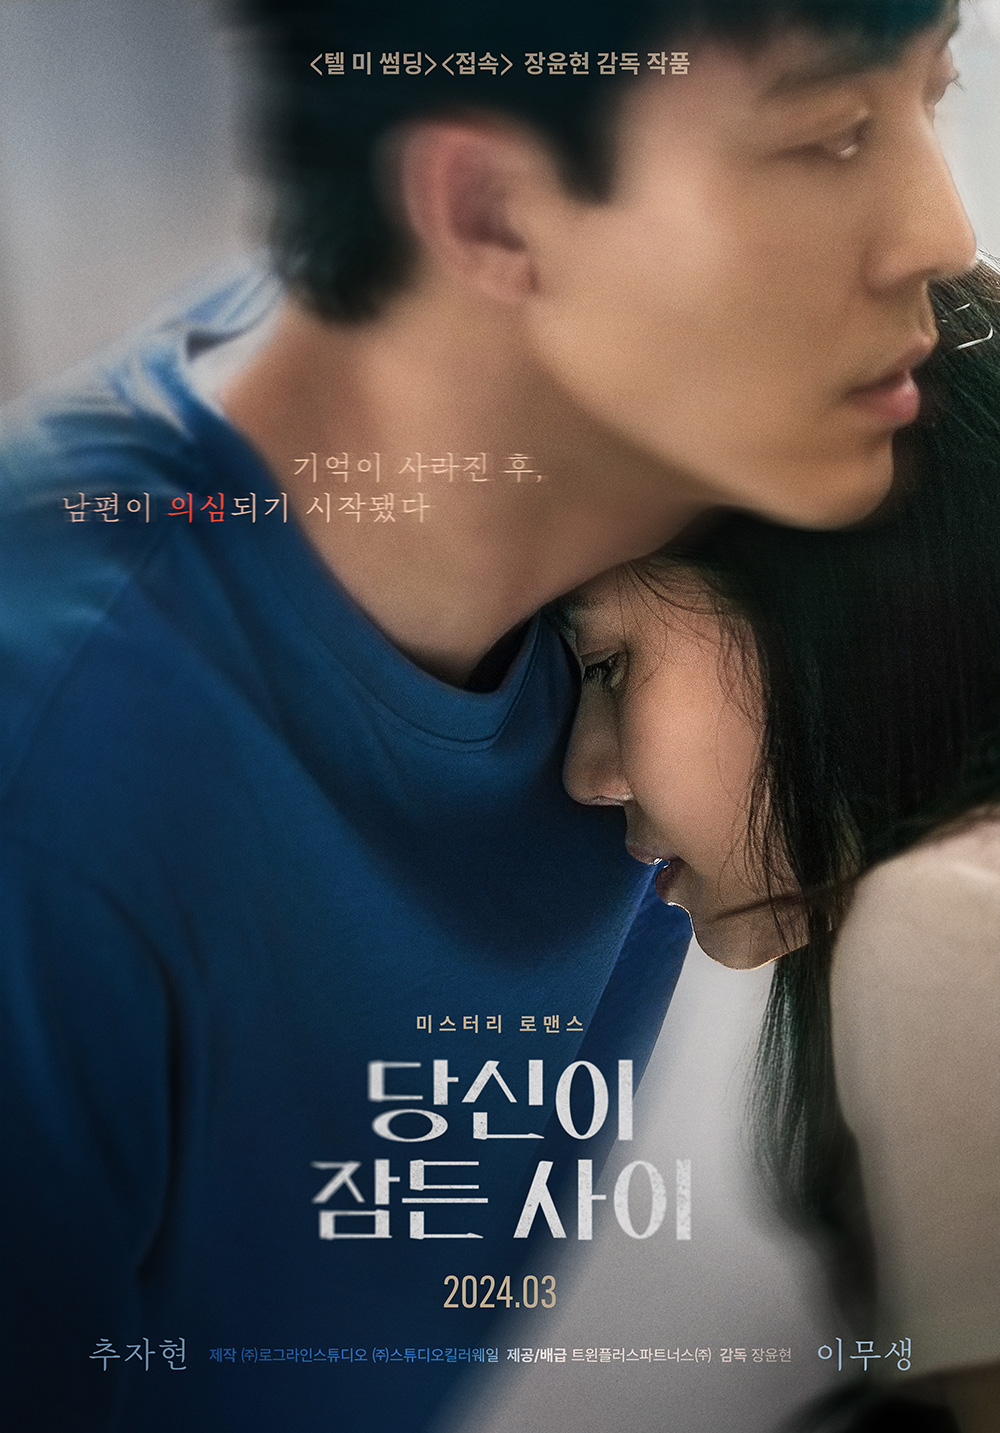 <텔 미 썸딩><접속> 장윤현 감독 작품
기억이 사라진 후,
남편이 의심되기 시작됐다
미스터리 로맨스
당신이
잠든 사이
2024.03
추자현 제작 ㈜로그라인스튜디오 ㈜스튜디오킬러웨일 제공/배급 트윈플러스파트너스㈜ 감독 장윤현 이무생